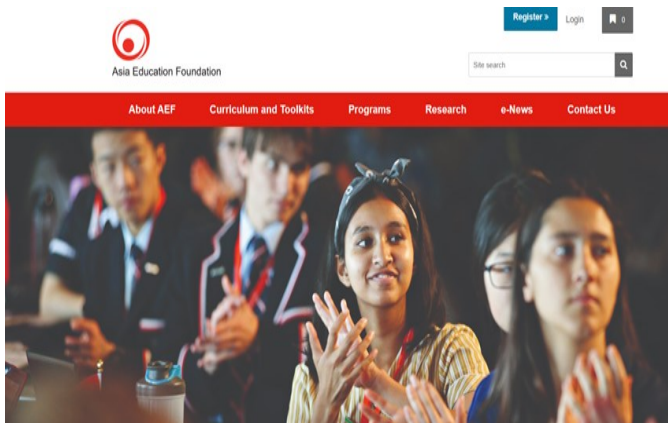 Register »
Login
0
Asia Education Foundation
Site search
About AEF Curriculum and Toolkits Programs Research e-News Contact Us